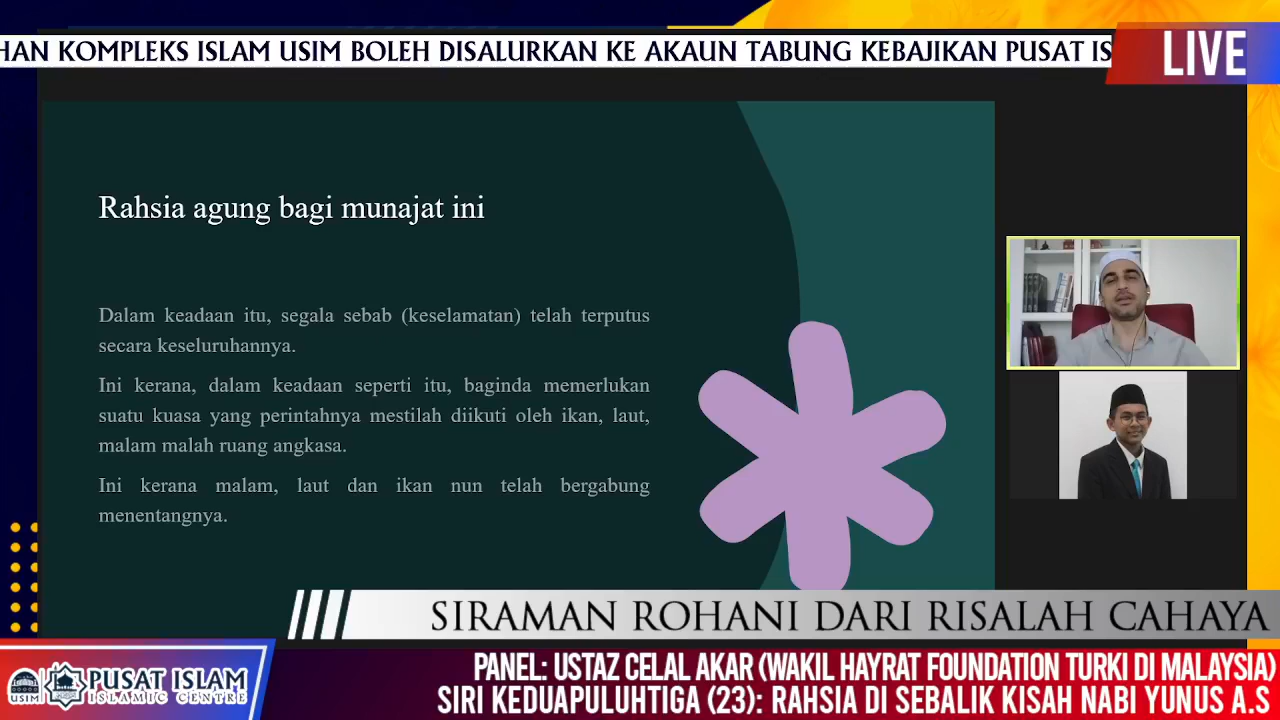 HAN KOMPLEKS ISLAM USIM BOLEH DISALURKAN KE AKAUN TABUNG KEBAJIKAN PUSAT IS
LIVE
Rahsia agung bagi munajat ini
Dalam keadaan itu, segala sebab (keselamatan) telah terputus
secara keseluruhannya.
Ini kerana, dalam keadaan seperti itu, baginda memerlukan
suatu kuasa yang perintahnya mestilah diikuti oleh ikan, laut,
malam malah ruang angkasa.
Ini kerana malam, laut dan ikan nun telah bergabung
menentangnya.
SIRAMAN ROHANI DARI RISALAH CAHAYA
USIM
PUSAT ISLAM
ISLAMIC CENTRE
PANEL: USTAZ CELAL AKAR (WAKIL HAYRAT FOUNDATION TURKI DI MALAYSIA)
SIRI KEDUAPULUHTIGA (23): RAHSIA DI SEBALIK KISAH NABI YUNUS A.S